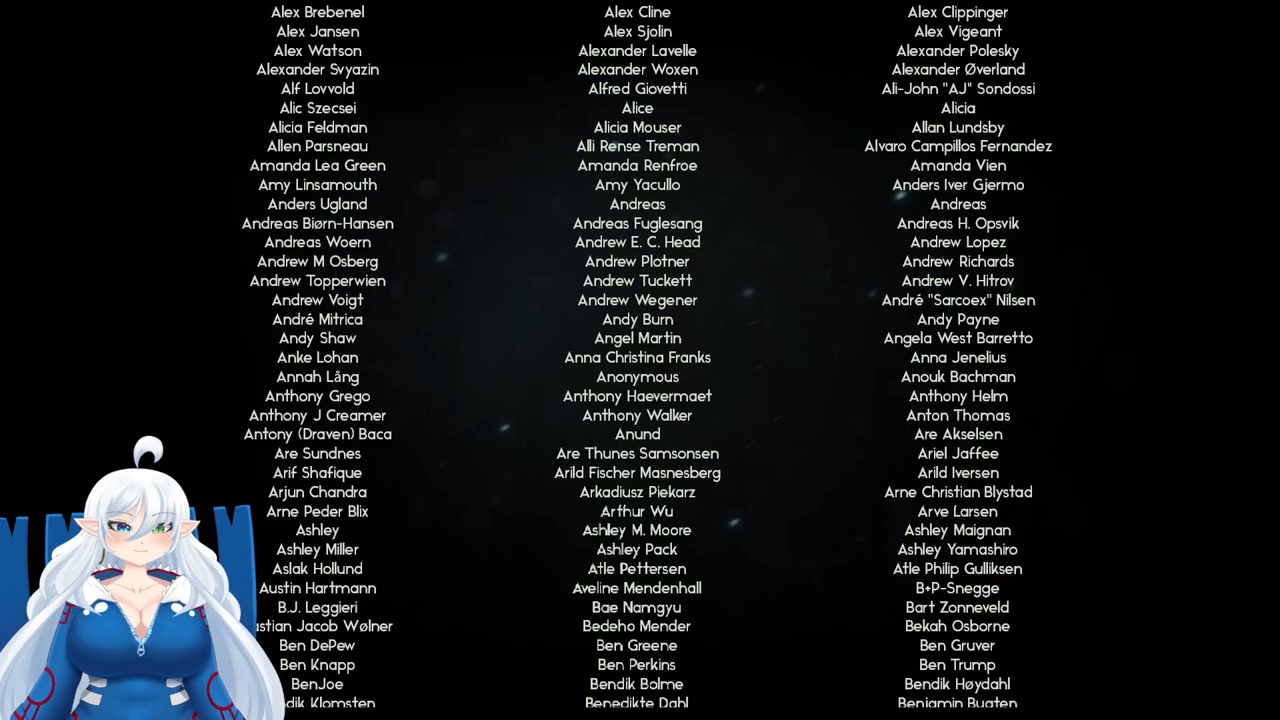 Alex Brebenel Alex Cline Alex Clippinger
Alex Jansen Alex Sjolin Alex Vigeant
Alex Watson Alexander Lavelle Alexander Polesky
Alexander Svyazin Alexander Woxen Alexander Øverland
Alf Lovvold Alfred Giovetti Ali-John "AJ" Sondossi
Alic Szecsei Alice Alicia
Alicia Feldman Alicia Mouser Allan Lundsby
Allen Parsneau Alli Rense Treman Alvaro Campillos Fernandez
Amanda Lea Green Amanda Renfroe Amanda Vien
Amy Linsamouth Amy Yacullo Anders Iver Gjermo
Anders Ugland Andreas Andreas
Andreas Biørn-Hansen Andreas Fuglesang Andreas H. Opsvik
Andreas Woern Andrew E. C. Head Andrew Lopez
Andrew M Osberg Andrew Plotner Andrew Richards
Andrew Topperwien Andrew Tuckett Andrew V. Hitrov
Andrew Voigt Andrew Wegener André "Sarcoex" Nilsen
André Mitrica Andy Burn Andy Payne
Andy Shaw Angel Martin Angela West Barretto
Anke Lohan Anna Christina Franks Anna Jenelius
Annah Lång Anonymous Anouk Bachman
Anthony Grego Anthony Haevermaet Anthony Helm
Anthony J Creamer Anthony Walker Anton Thomas
Antony (Draven) Baca Anund Are Akselsen
Are Sundnes Are Thunes Samsonsen Ariel Jaffee
Arif Shafique Arild Fischer Masnesberg Arild Iversen
Arjun Chandra Arkadiusz Piekarz Arne Christian Blystad
Arne Peder Blix Arthur Wu Arve Larsen
Ashley Ashley M. Moore Ashley Maignan
Ashley Miller Ashley Pack Ashley Yamashiro
Aslak Hollund Atle Pettersen Atle Philip Gulliksen
Austin Hartmann Aveline Mendenhall B+P-Snegge
B.J. Leggieri Bae Namgyu Bart Zonneveld
Jacob Wølner Bedeho Mender Bekah Osborne
Ben DePew Ben Greene Ben Gruver
Ben Knapp Ben Perkins Ben Trump
BenJoe Bendik Bolme Bendik Høydahl
Klomsten Benedikte Dahl Benjamin Bugten